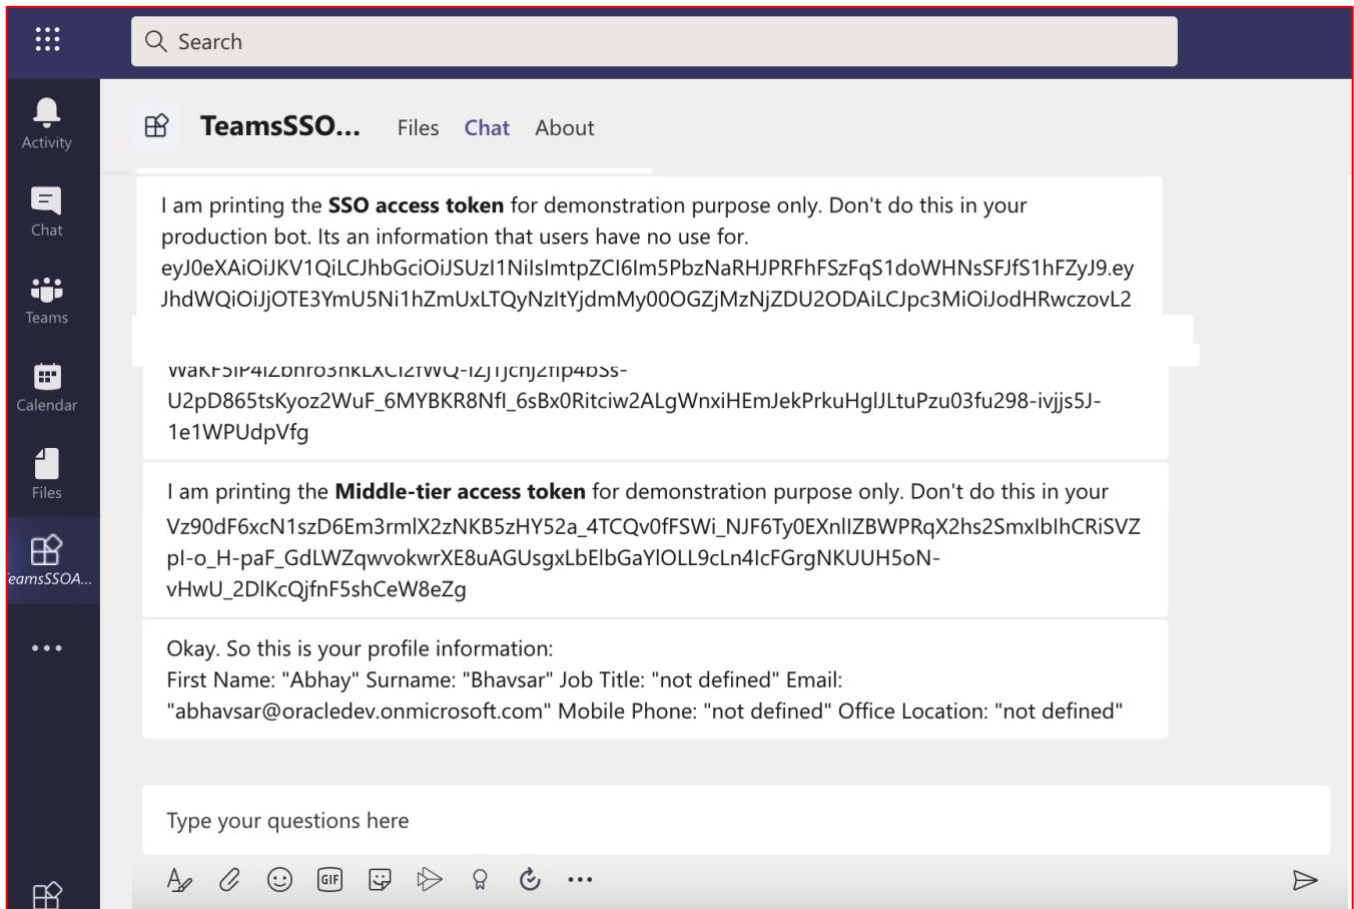 Search
TeamsSSO... Files Chat About
Activity
Chat
Teams
Calendar
Files
eamsSSOA...
I am printing the SSO access token for demonstration purpose only. Don't do this in your
production bot. Its an information that users have no use for.
eyJ0eXAiOiJKV1QiLCJhbGciOiJSUzI1NiIsImtpZCI6Im5PbzNaRHJPRFhFSzFqS1doWHNsSFJfS1hFZyJ9.ey
JhdWQiOiJjOTE3YmU5Ni1hZmUxLTQyNzItYjdmMy00OGZjMzNjZDU2ODAiLCJpc3MiOiJodHRwczovL2
U2pD865tsKyoz2WuF_6MYBKR8Nfl_6sBx0Ritciw2ALgWnxiHEmJekPrkuHglJLtuPzu03fu298-ivjjs5J-
1e1WPUdpVfg
I am printing the Middle-tier access token for demonstration purpose only. Don't do this in your
Vz90dF6xcN1szD6Em3rmlX2zNKB5zHY52a_4TCQv0fFSWi_NJF6Ty0EXnlIZBWPRqX2hs2SmxIbIhCRiSVZ
pI-o_H-paF_GdLWZqwvokwrXE8uAGUsgxLbElbGaYlOLL9cLn4IcFGrgNKUUH5oN-
vHwU_2DIKcQjfnF5shCeW8eZg
Okay. So this is your profile information:
First Name: "Abhay" Surname: "Bhavsar" Job Title: "not defined" Email:
"abhavsar@oracledev.onmicrosoft.com" Mobile Phone: "not defined" Office Location: "not defined"
Type your questions here
GIF